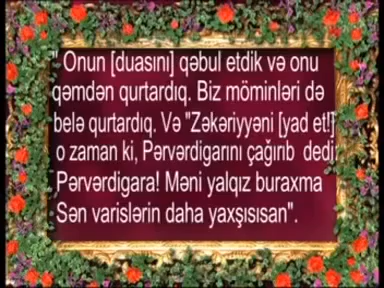 " Onun [duasını] qəbul etdik və onu
qəmdən qurtardıq. Biz möminləri də
belə qurtardıq. Və "Zəkəriyyəni [yad et!]
o zaman ki, Pərvərdigarını çağırıb dedi
Pərvərdigara! Məni yalqız buraxma
Sən varislərin daha yaxşısısan".